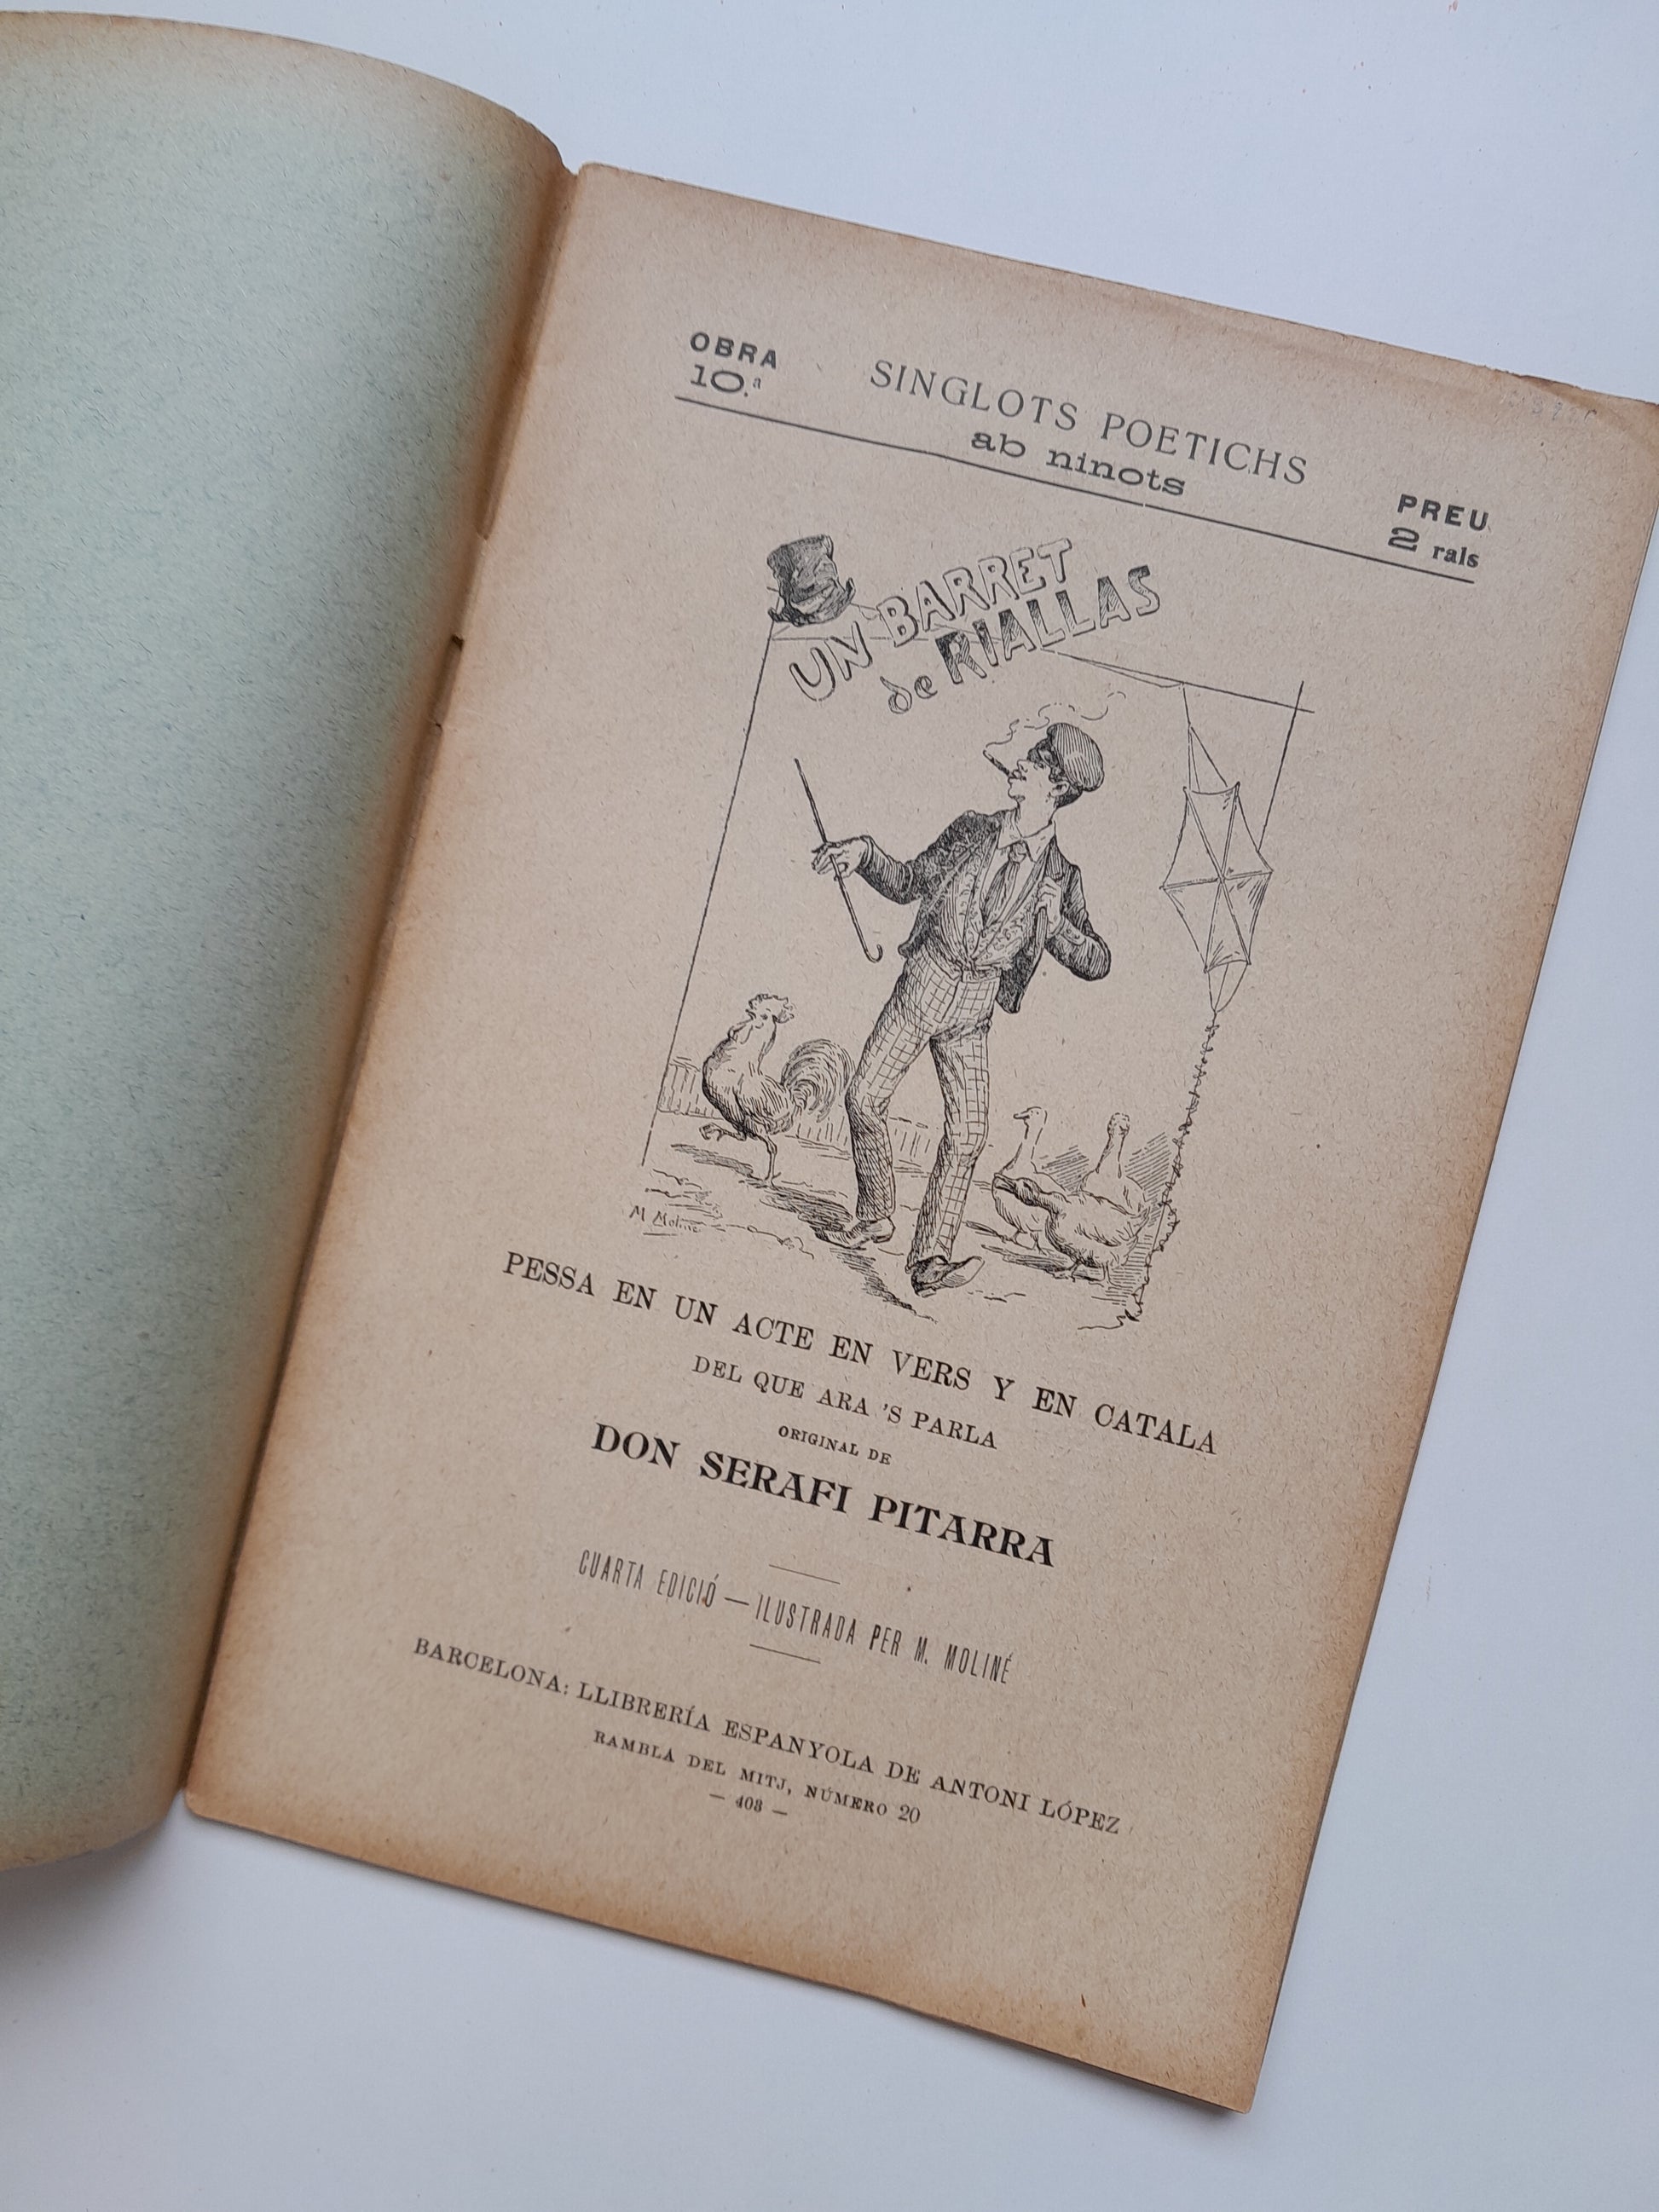 OBRA
10.ª
SINGLOTS POETICHS
ab ninots
PREU
2 rals
UN BARRET
de RIALLAS
M Moliné
PESSA EN UN ACTE EN VERS Y EN CATALA
DEL QUE ARA 'S PARLA
ORIGINAL DE
DON SERAFI PITARRA
CUARTA EDICIÓ — ILUSTRADA PER M. MOLINÉ
BARCELONA: LLIBRERÍA ESPANYOLA DE ANTONI LÓPEZ
RAMBLA DEL MITJ, NÚMERO 20
— 408 —